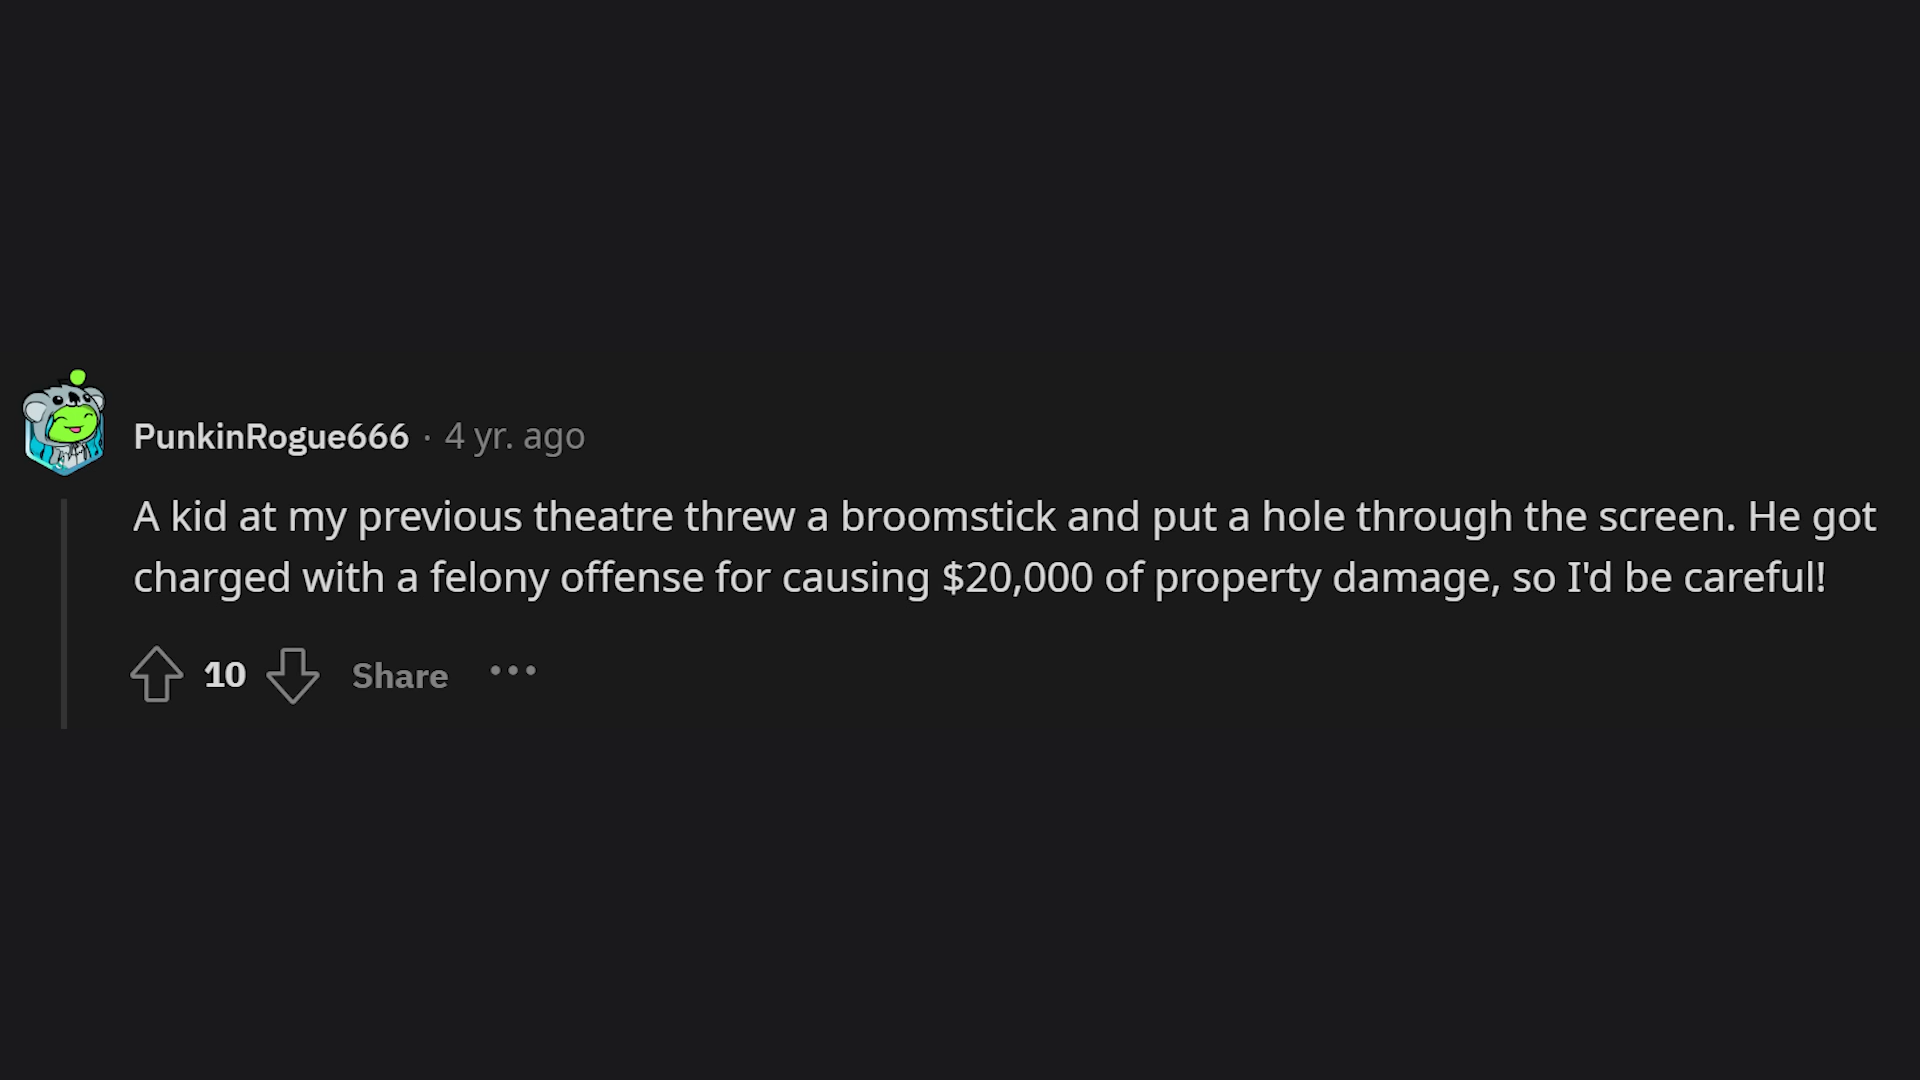 PunkinRogue666 · 4 yr. ago
A kid at my previous theatre threw a broomstick and put a hole through the screen. He got
charged with a felony offense for causing $20,000 of property damage, so I'd be careful!
10 Share ···